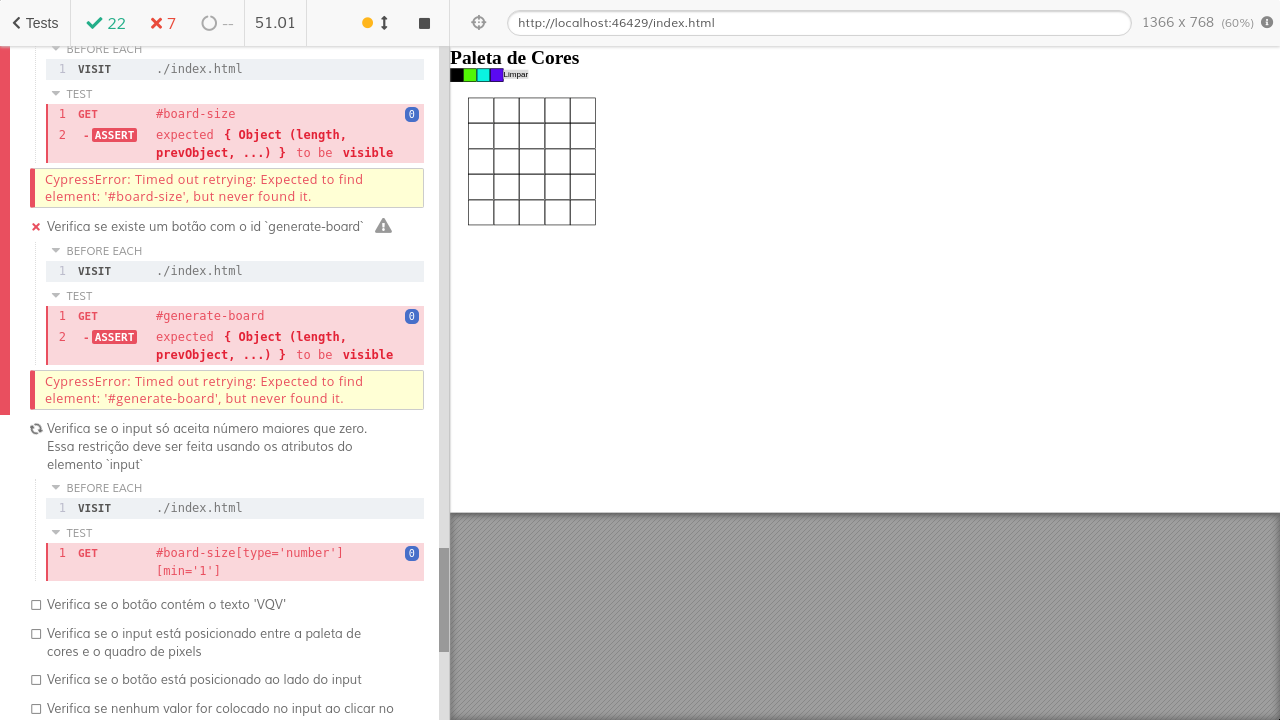 Tests
22
7
--
51.01
http://localhost:46429/index.html
1366 x 768 (60%)
BEFORE EACH
1 VISIT ./index.html
TEST
1 GET #board-size 0
2 -ASSERT expected { Object (length,
prevObject, ...) } to be visible
CypressError: Timed out retrying: Expected to find
element: '#board-size', but never found it.
Verifica se existe um botão com o id `generate-board`
BEFORE EACH
1 VISIT ./index.html
TEST
1 GET #generate-board 0
2 -ASSERT expected { Object (length,
prevObject, ...) } to be visible
CypressError: Timed out retrying: Expected to find
element: '#generate-board', but never found it.
Verifica se o input só aceita número maiores que zero.
Essa restrição deve ser feita usando os atributos do
elemento `input`
BEFORE EACH
1 VISIT ./index.html
TEST
1 GET #board-size[type='number'] 0
[min='1']
Verifica se o botão contém o texto 'VQV'
Verifica se o input está posicionado entre a paleta de
cores e o quadro de pixels
Verifica se o botão está posicionado ao lado do input
Verifica se nenhum valor for colocado no input ao clicar no
Paleta de Cores
Limpar